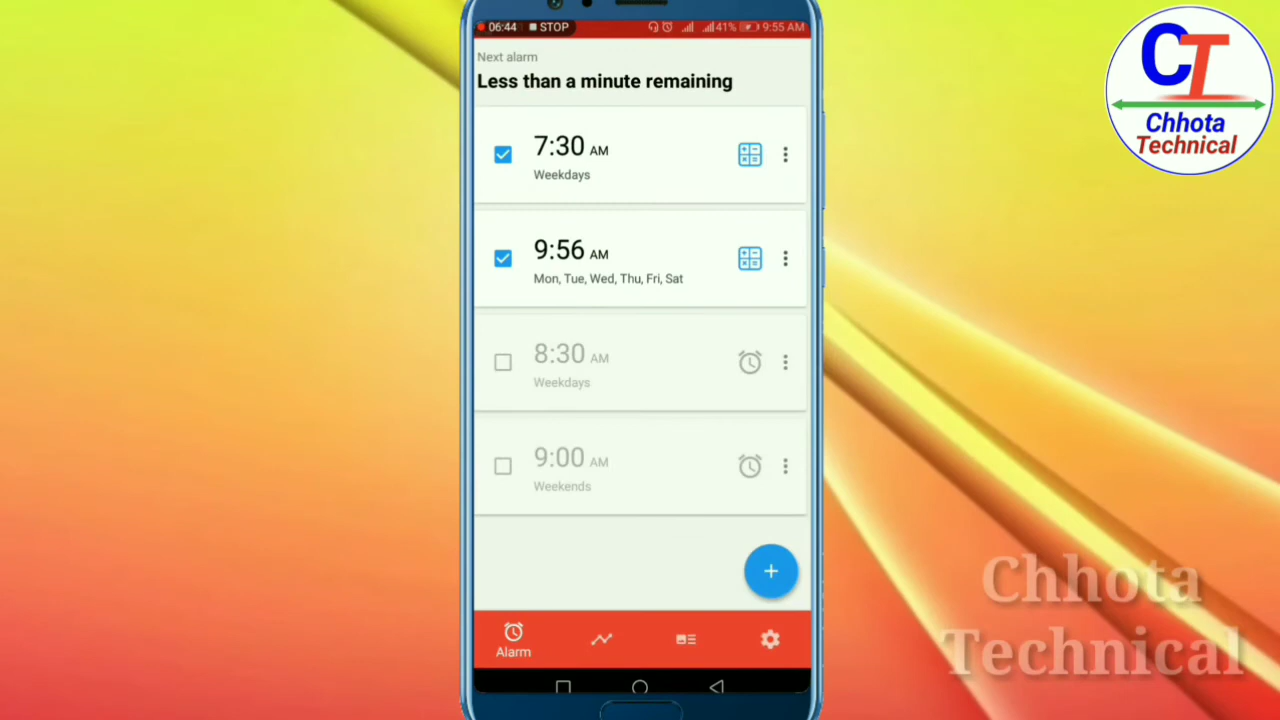 06:44 STOP
41% 9:55 AM
Next alarm
Less than a minute remaining
7:30 AM
Weekdays
9:56 AM
Mon, Tue, Wed, Thu, Fri, Sat
8:30 AM
Weekdays
9:00 AM
Weekends
+
Alarm
CT
Chhota
Technical
Chhota
Technical